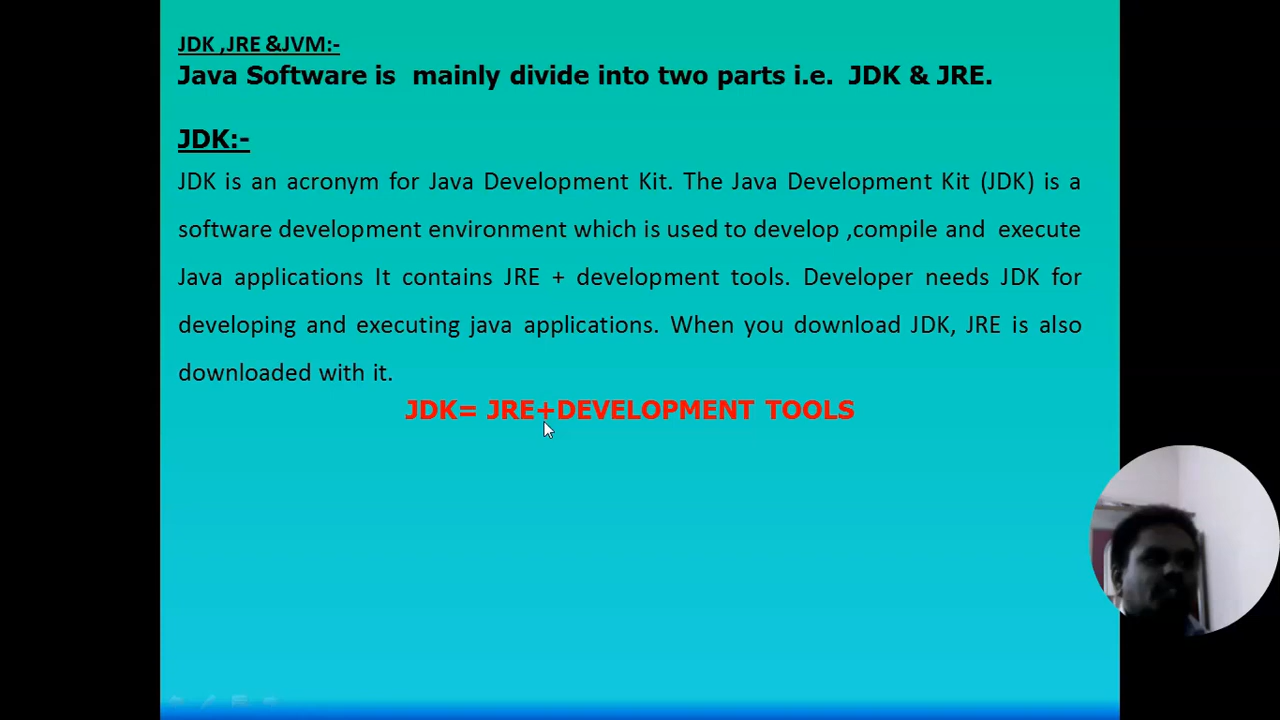 JDK ,JRE &JVM:-
Java Software is mainly divide into two parts i.e. JDK & JRE.
JDK:-
JDK is an acronym for Java Development Kit. The Java Development Kit (JDK) is a
software development environment which is used to develop ,compile and execute
Java applications It contains JRE + development tools. Developer needs JDK for
developing and executing java applications. When you download JDK, JRE is also
downloaded with it.
JDK= JRE+DEVELOPMENT TOOLS